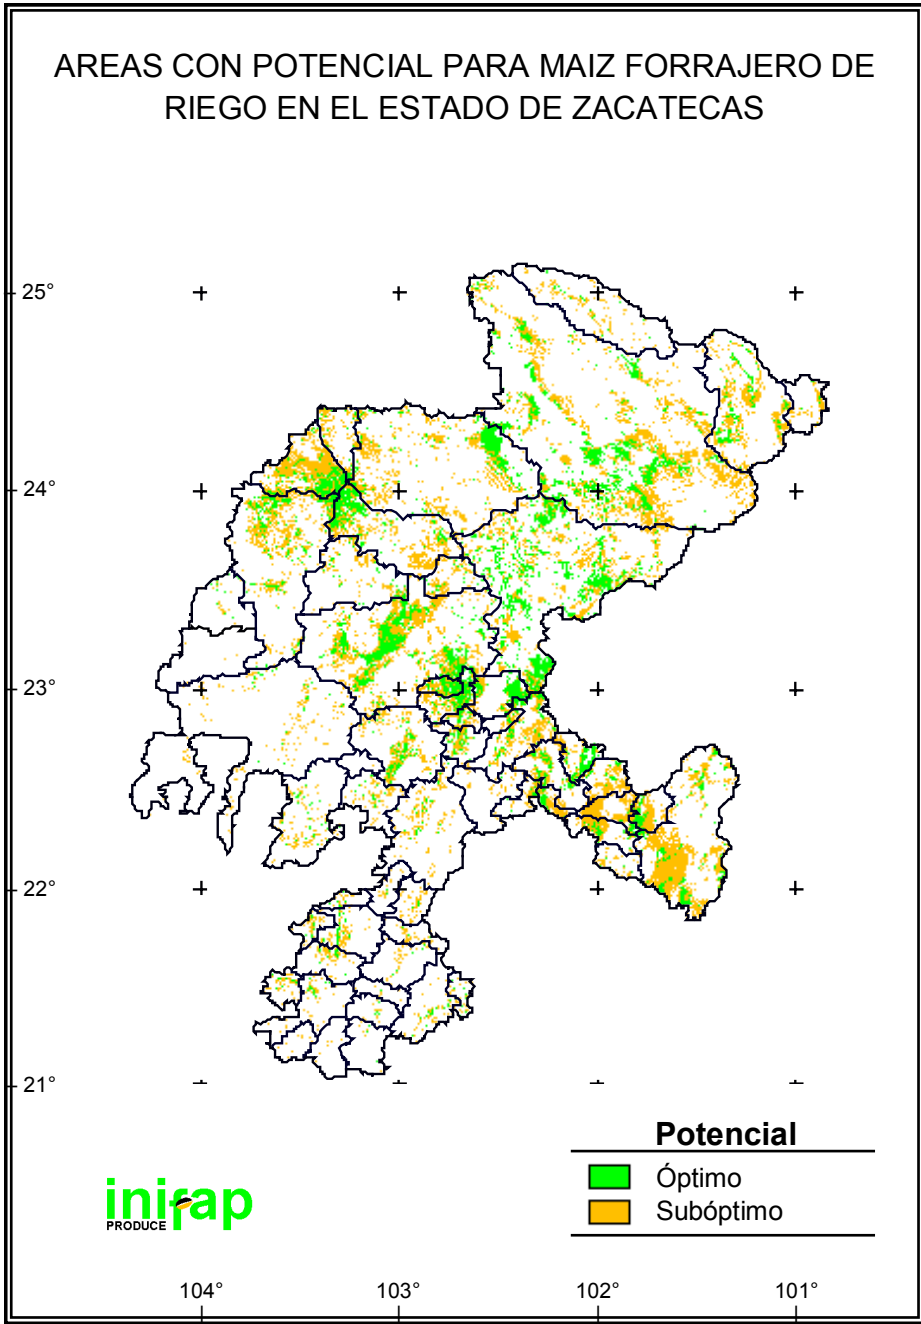 AREAS CON POTENCIAL PARA MAIZ FORRAJERO DE
RIEGO EN EL ESTADO DE ZACATECAS
25°
24°
23°
22°
21°
Potencial
Óptimo
Subóptimo
inifap
PRODUCE
104°
103°
102°
101°